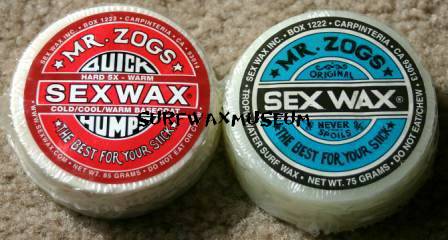 SEX WAX INC. • BOX 1222 • CARPINTERIA, CA
MR. ZOGS
QUICK
HARD 5X - WARM
SEXWAX®
COLD/COOL/WARM BASECOAT
HUMPS
"THE BEST FOR YOUR STICK"
WWW.SEXWAX.COM • NET WT. 85 GRAMS • DO NOT EAT OR
SEX WAX INC. • BOX 1222 • CARPINTERIA • CA 93013
MR. ZOGS
ORIGINAL
SEX WAX®
NEVER SPOILS
"THE BEST FOR YOUR STICK"
WATER SURF WAX • NET WT. 75 GRAMS • DO NOT EAT/CHEW
SURFWAXMUSEUM